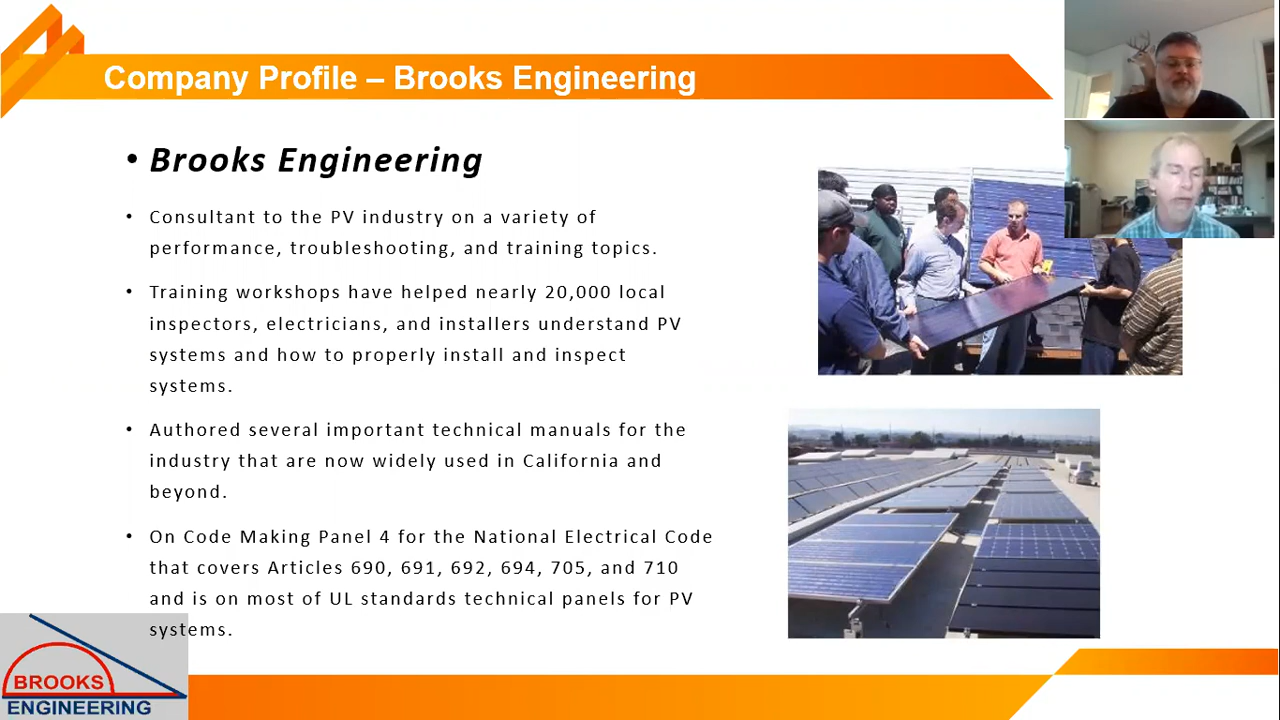 Company Profile – Brooks Engineering
• Brooks Engineering
• Consultant to the PV industry on a variety of
performance, troubleshooting, and training topics.
• Training workshops have helped nearly 20,000 local
inspectors, electricians, and installers understand PV
systems and how to properly install and inspect
systems.
• Authored several important technical manuals for the
industry that are now widely used in California and
beyond.
• On Code Making Panel 4 for the National Electrical Code
that covers Articles 690, 691, 692, 694, 705, and 710
and is on most of UL standards technical panels for PV
systems.
BROOKS
ENGINEERING